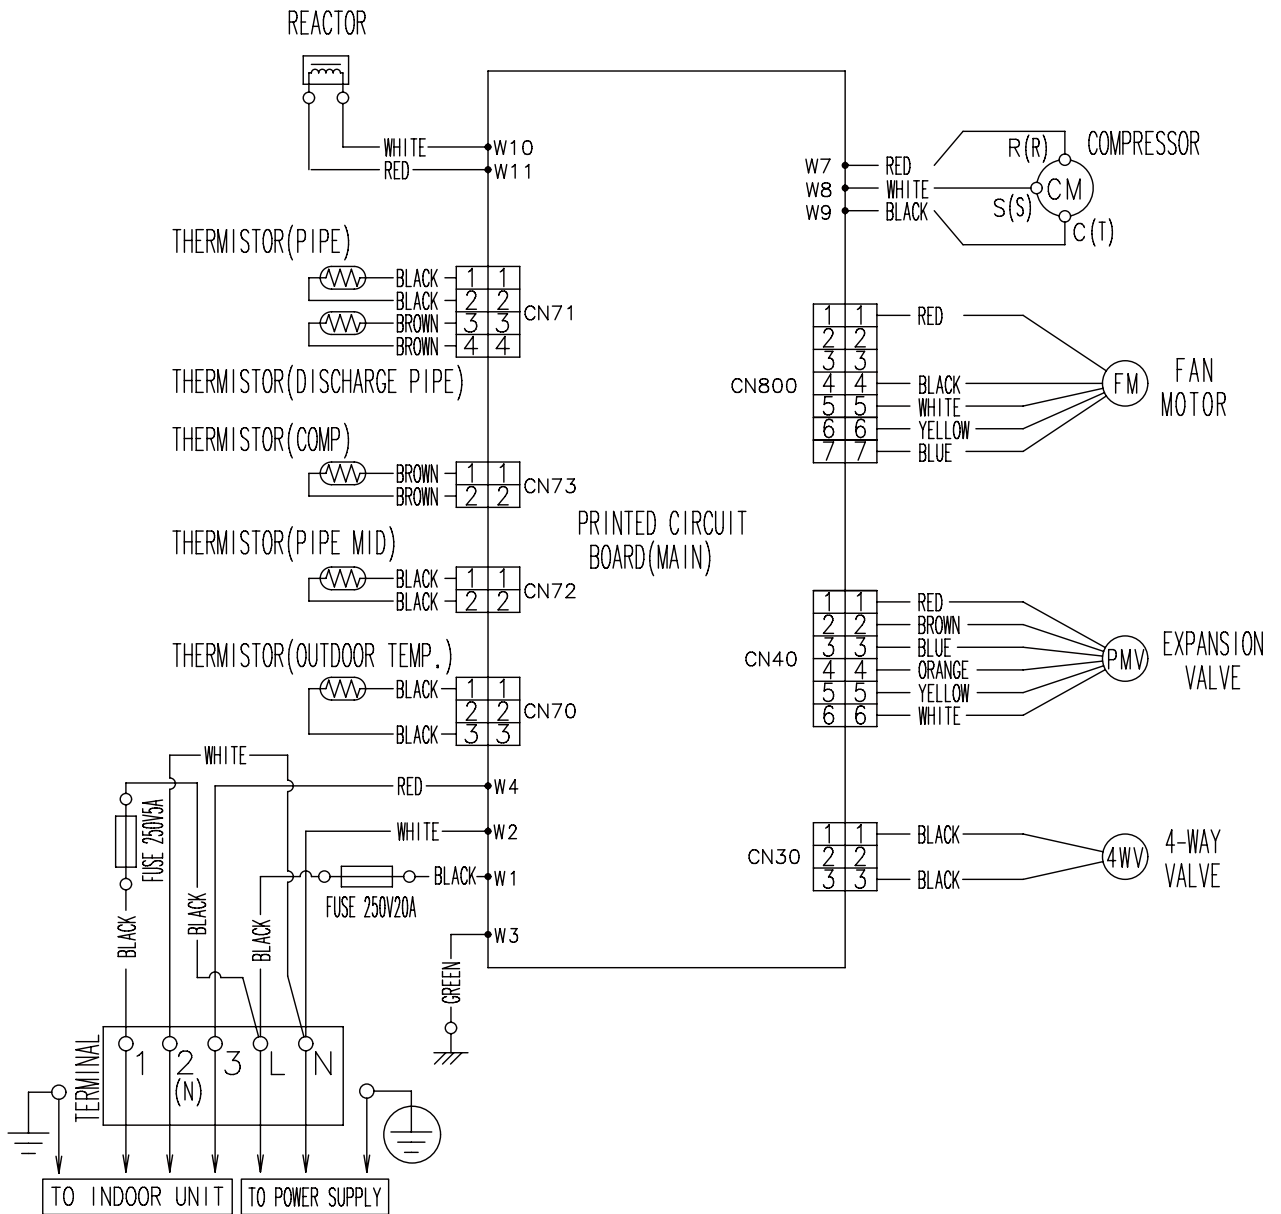 REACTOR
WHITE W10
RED W11
W7 RED
W8 WHITE
W9 BLACK
R(R)
S(S)
C(T)
CM
COMPRESSOR
THERMISTOR(PIPE)
BLACK 1 1
BLACK 2 2
BROWN 3 3
BROWN 4 4
CN71
THERMISTOR(DISCHARGE PIPE)
THERMISTOR(COMP)
BROWN 1 1
BROWN 2 2
CN73
THERMISTOR(PIPE MID)
BLACK 1 1
BLACK 2 2
CN72
THERMISTOR(OUTDOOR TEMP.)
BLACK 1 1
2 2
BLACK 3 3
CN70
PRINTED CIRCUIT
BOARD(MAIN)
CN800
1 1 RED
2 2
3 3
4 4 BLACK
5 5 WHITE
6 6 YELLOW
7 7 BLUE
FM
FAN
MOTOR
CN40
1 1 RED
2 2 BROWN
3 3 BLUE
4 4 ORANGE
5 5 YELLOW
6 6 WHITE
PMV
EXPANSION
VALVE
CN30
1 1 BLACK
2 2
3 3 BLACK
4WV
4-WAY
VALVE
WHITE
RED W4
WHITE W2
BLACK W1
FUSE 250V20A
W3
GREEN
FUSE 250V5A
BLACK
BLACK
BLACK
TERMINAL
1 2 3 L N
(N)
TO INDOOR UNIT
TO POWER SUPPLY